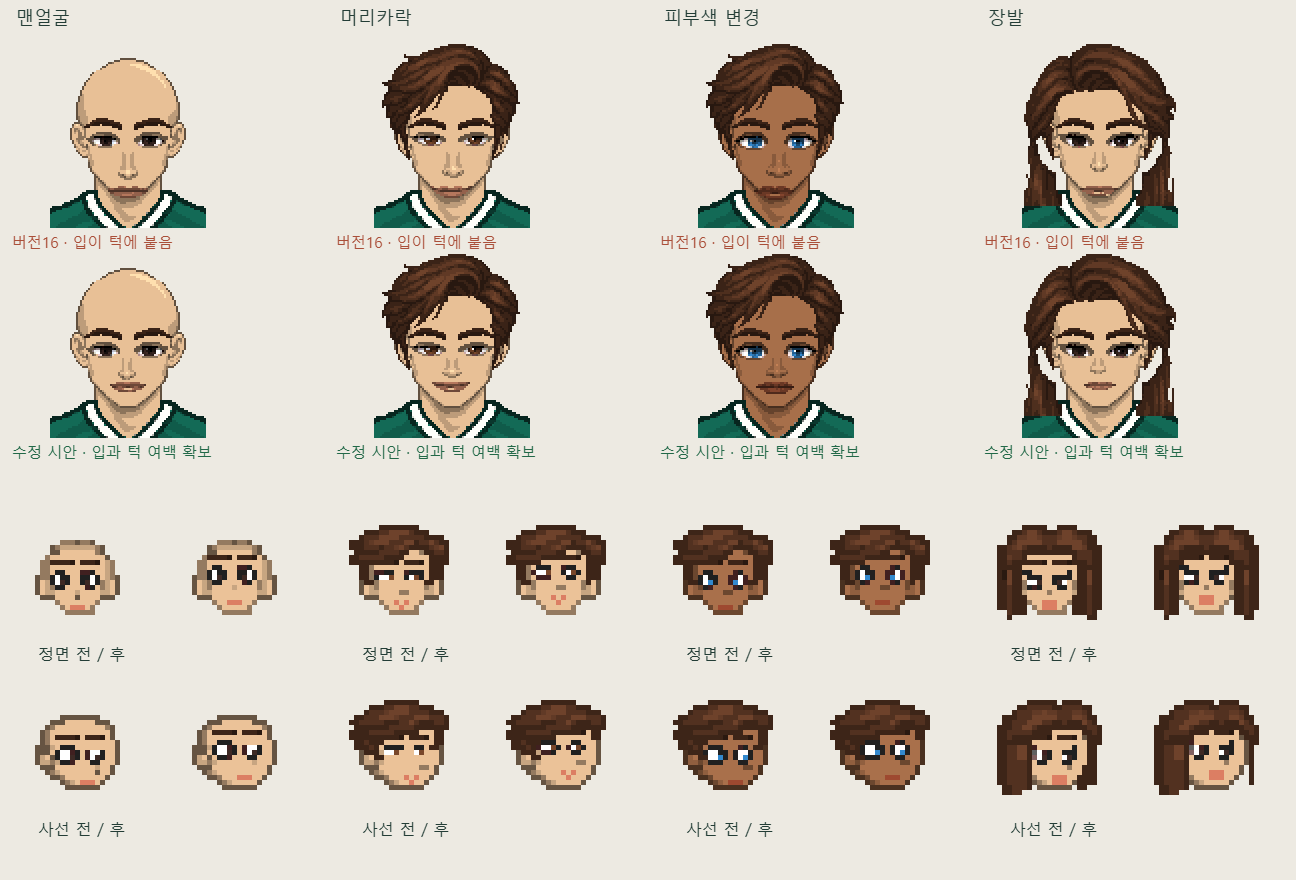 맨얼굴
머리카락
피부색 변경
장발
버전16 · 입이 턱에 붙음
버전16 · 입이 턱에 붙음
버전16 · 입이 턱에 붙음
버전16 · 입이 턱에 붙음
수정 시안 · 입과 턱 여백 확보
수정 시안 · 입과 턱 여백 확보
수정 시안 · 입과 턱 여백 확보
수정 시안 · 입과 턱 여백 확보
정면 전 / 후
정면 전 / 후
정면 전 / 후
정면 전 / 후
사선 전 / 후
사선 전 / 후
사선 전 / 후
사선 전 / 후